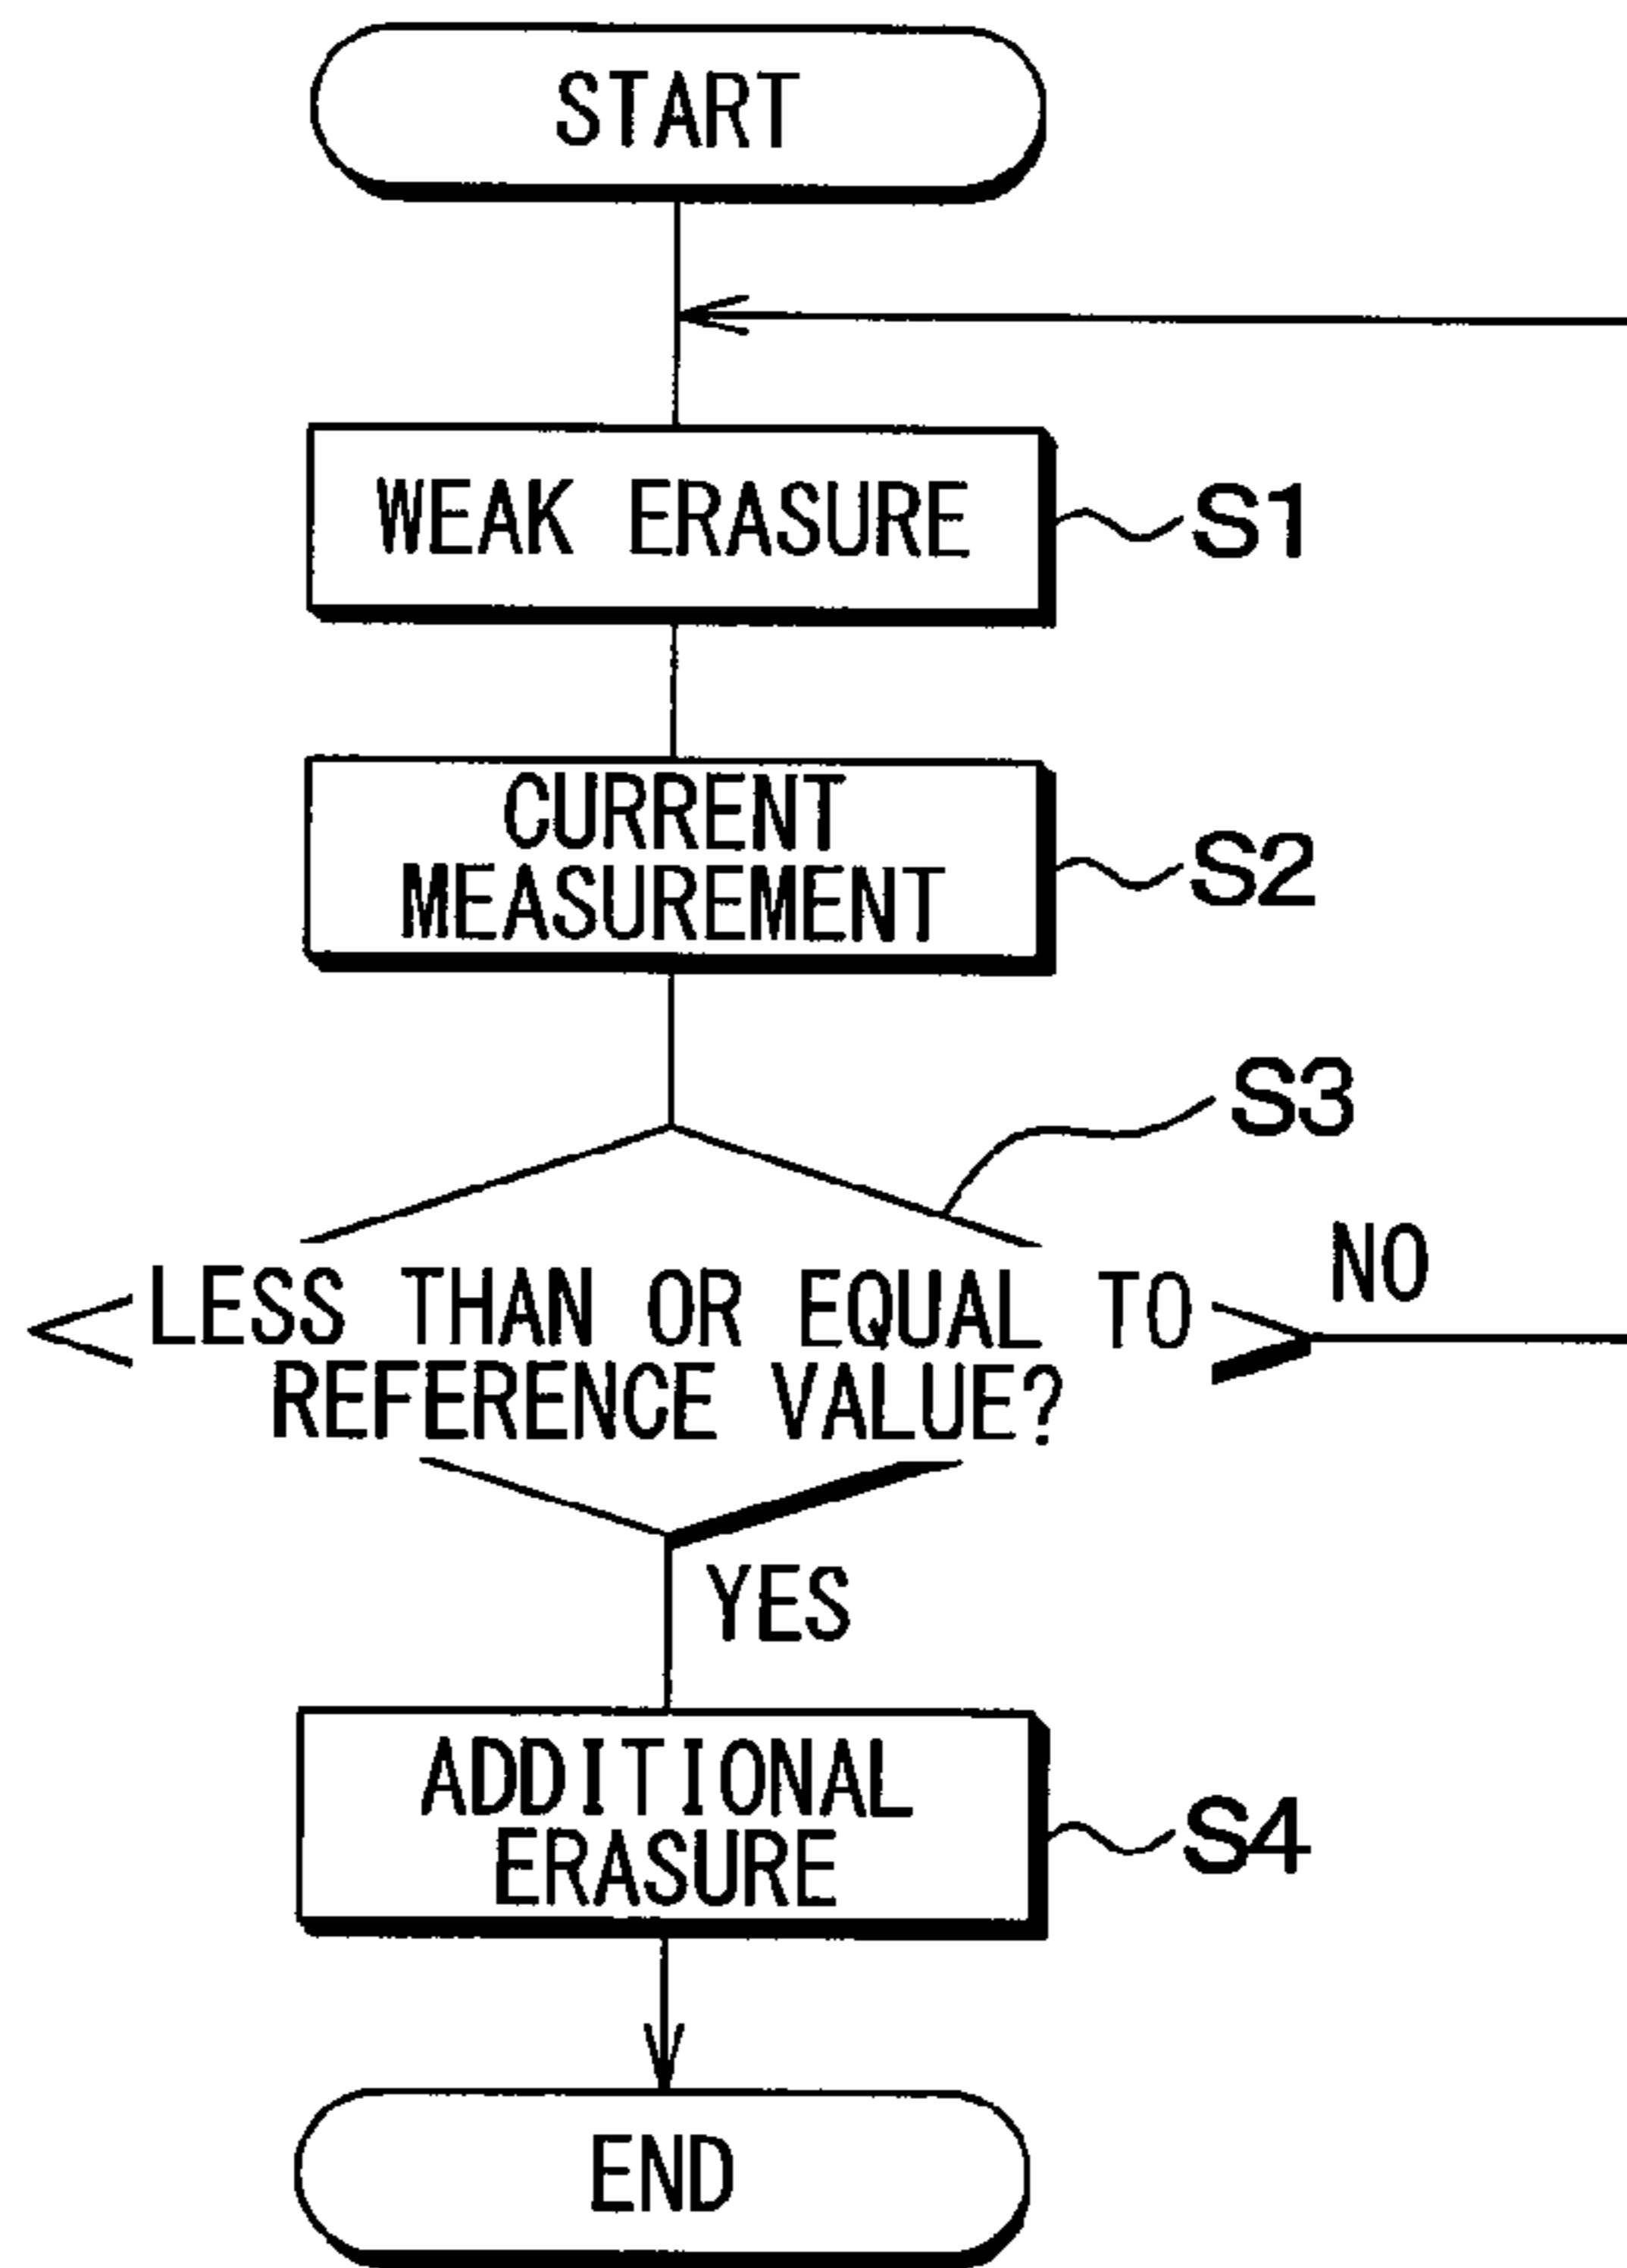 START
WEAK ERASURE
S1
CURRENT
MEASUREMENT
S2
S3
LESS THAN OR EQUAL TO
REFERENCE VALUE?
NO
YES
ADDITIONAL
ERASURE
S4
END